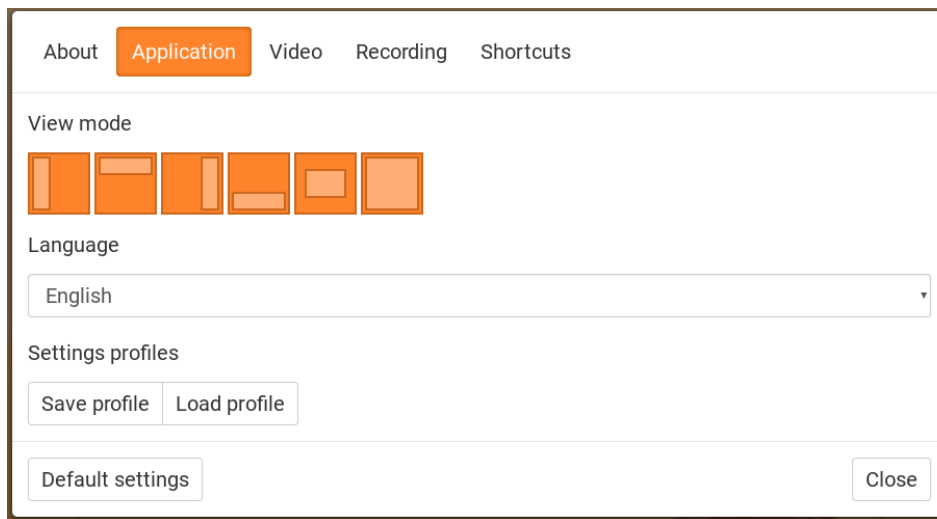 About Application Video Recording Shortcuts
View mode
Language
English
Settings profiles
Save profile Load profile
Default settings Close